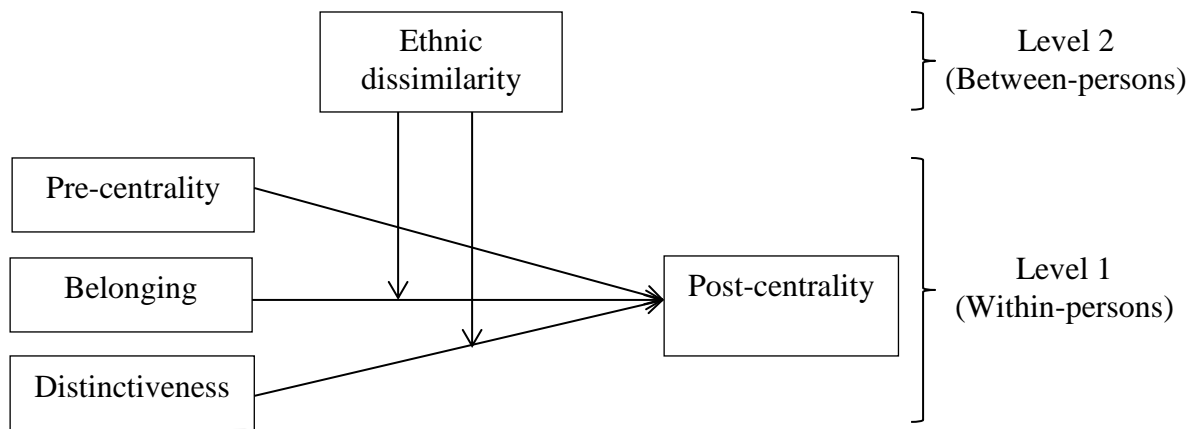 Ethnic
dissimilarity
Level 2
(Between-persons)
Pre-centrality
Belonging
Distinctiveness
Post-centrality
Level 1
(Within-persons)